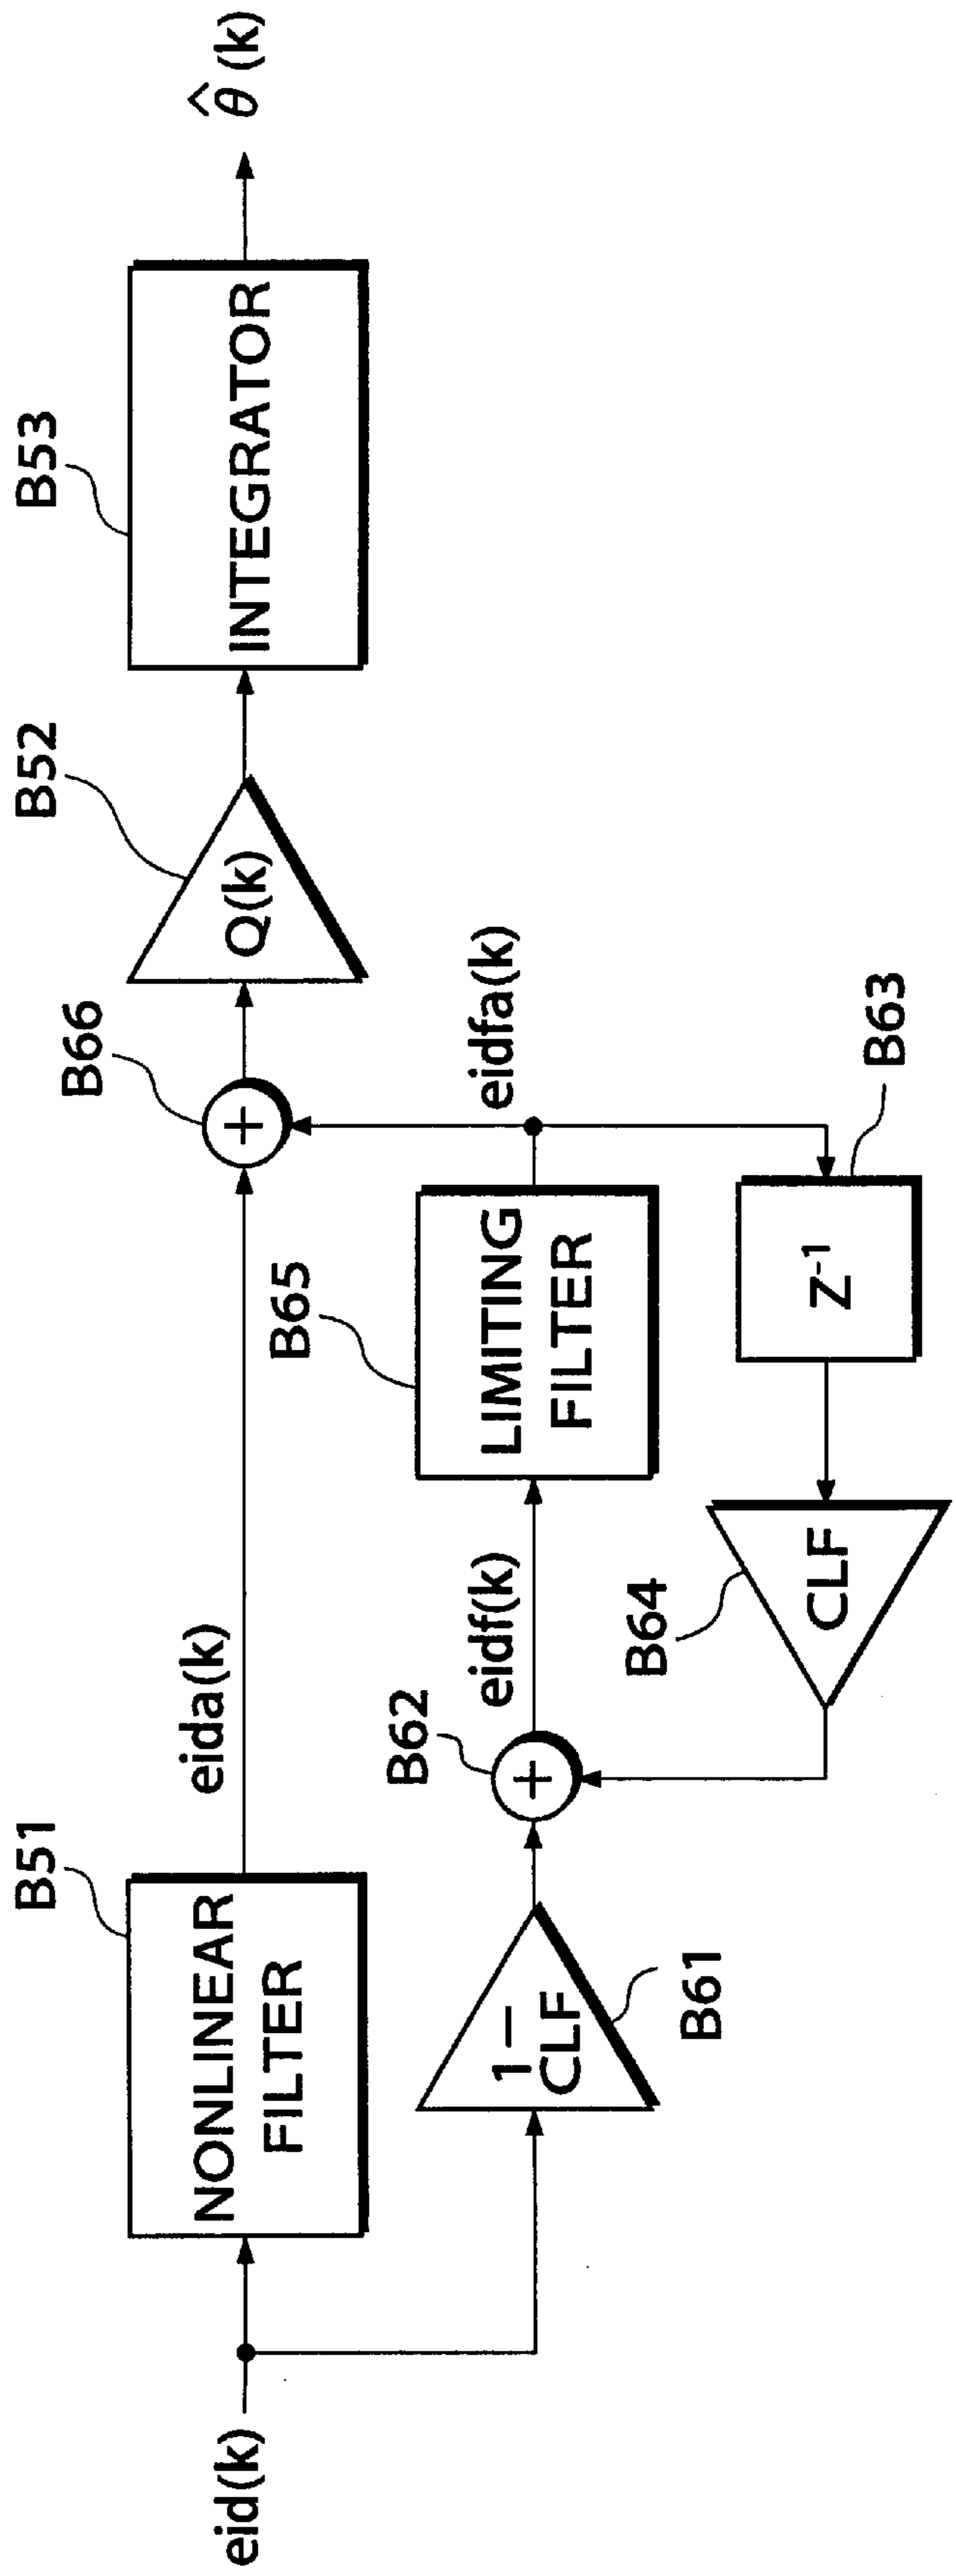 eid(k)
B51
NONLINEAR
FILTER
eida(k)
B66
B52
Q(k)
B53
INTEGRATOR
θ̂ (k)
1−
CLF
B61
B62
+
eidf(k)
B65
LIMITING
FILTER
eidfa(k)
+
B64
CLF
Z⁻¹
B63